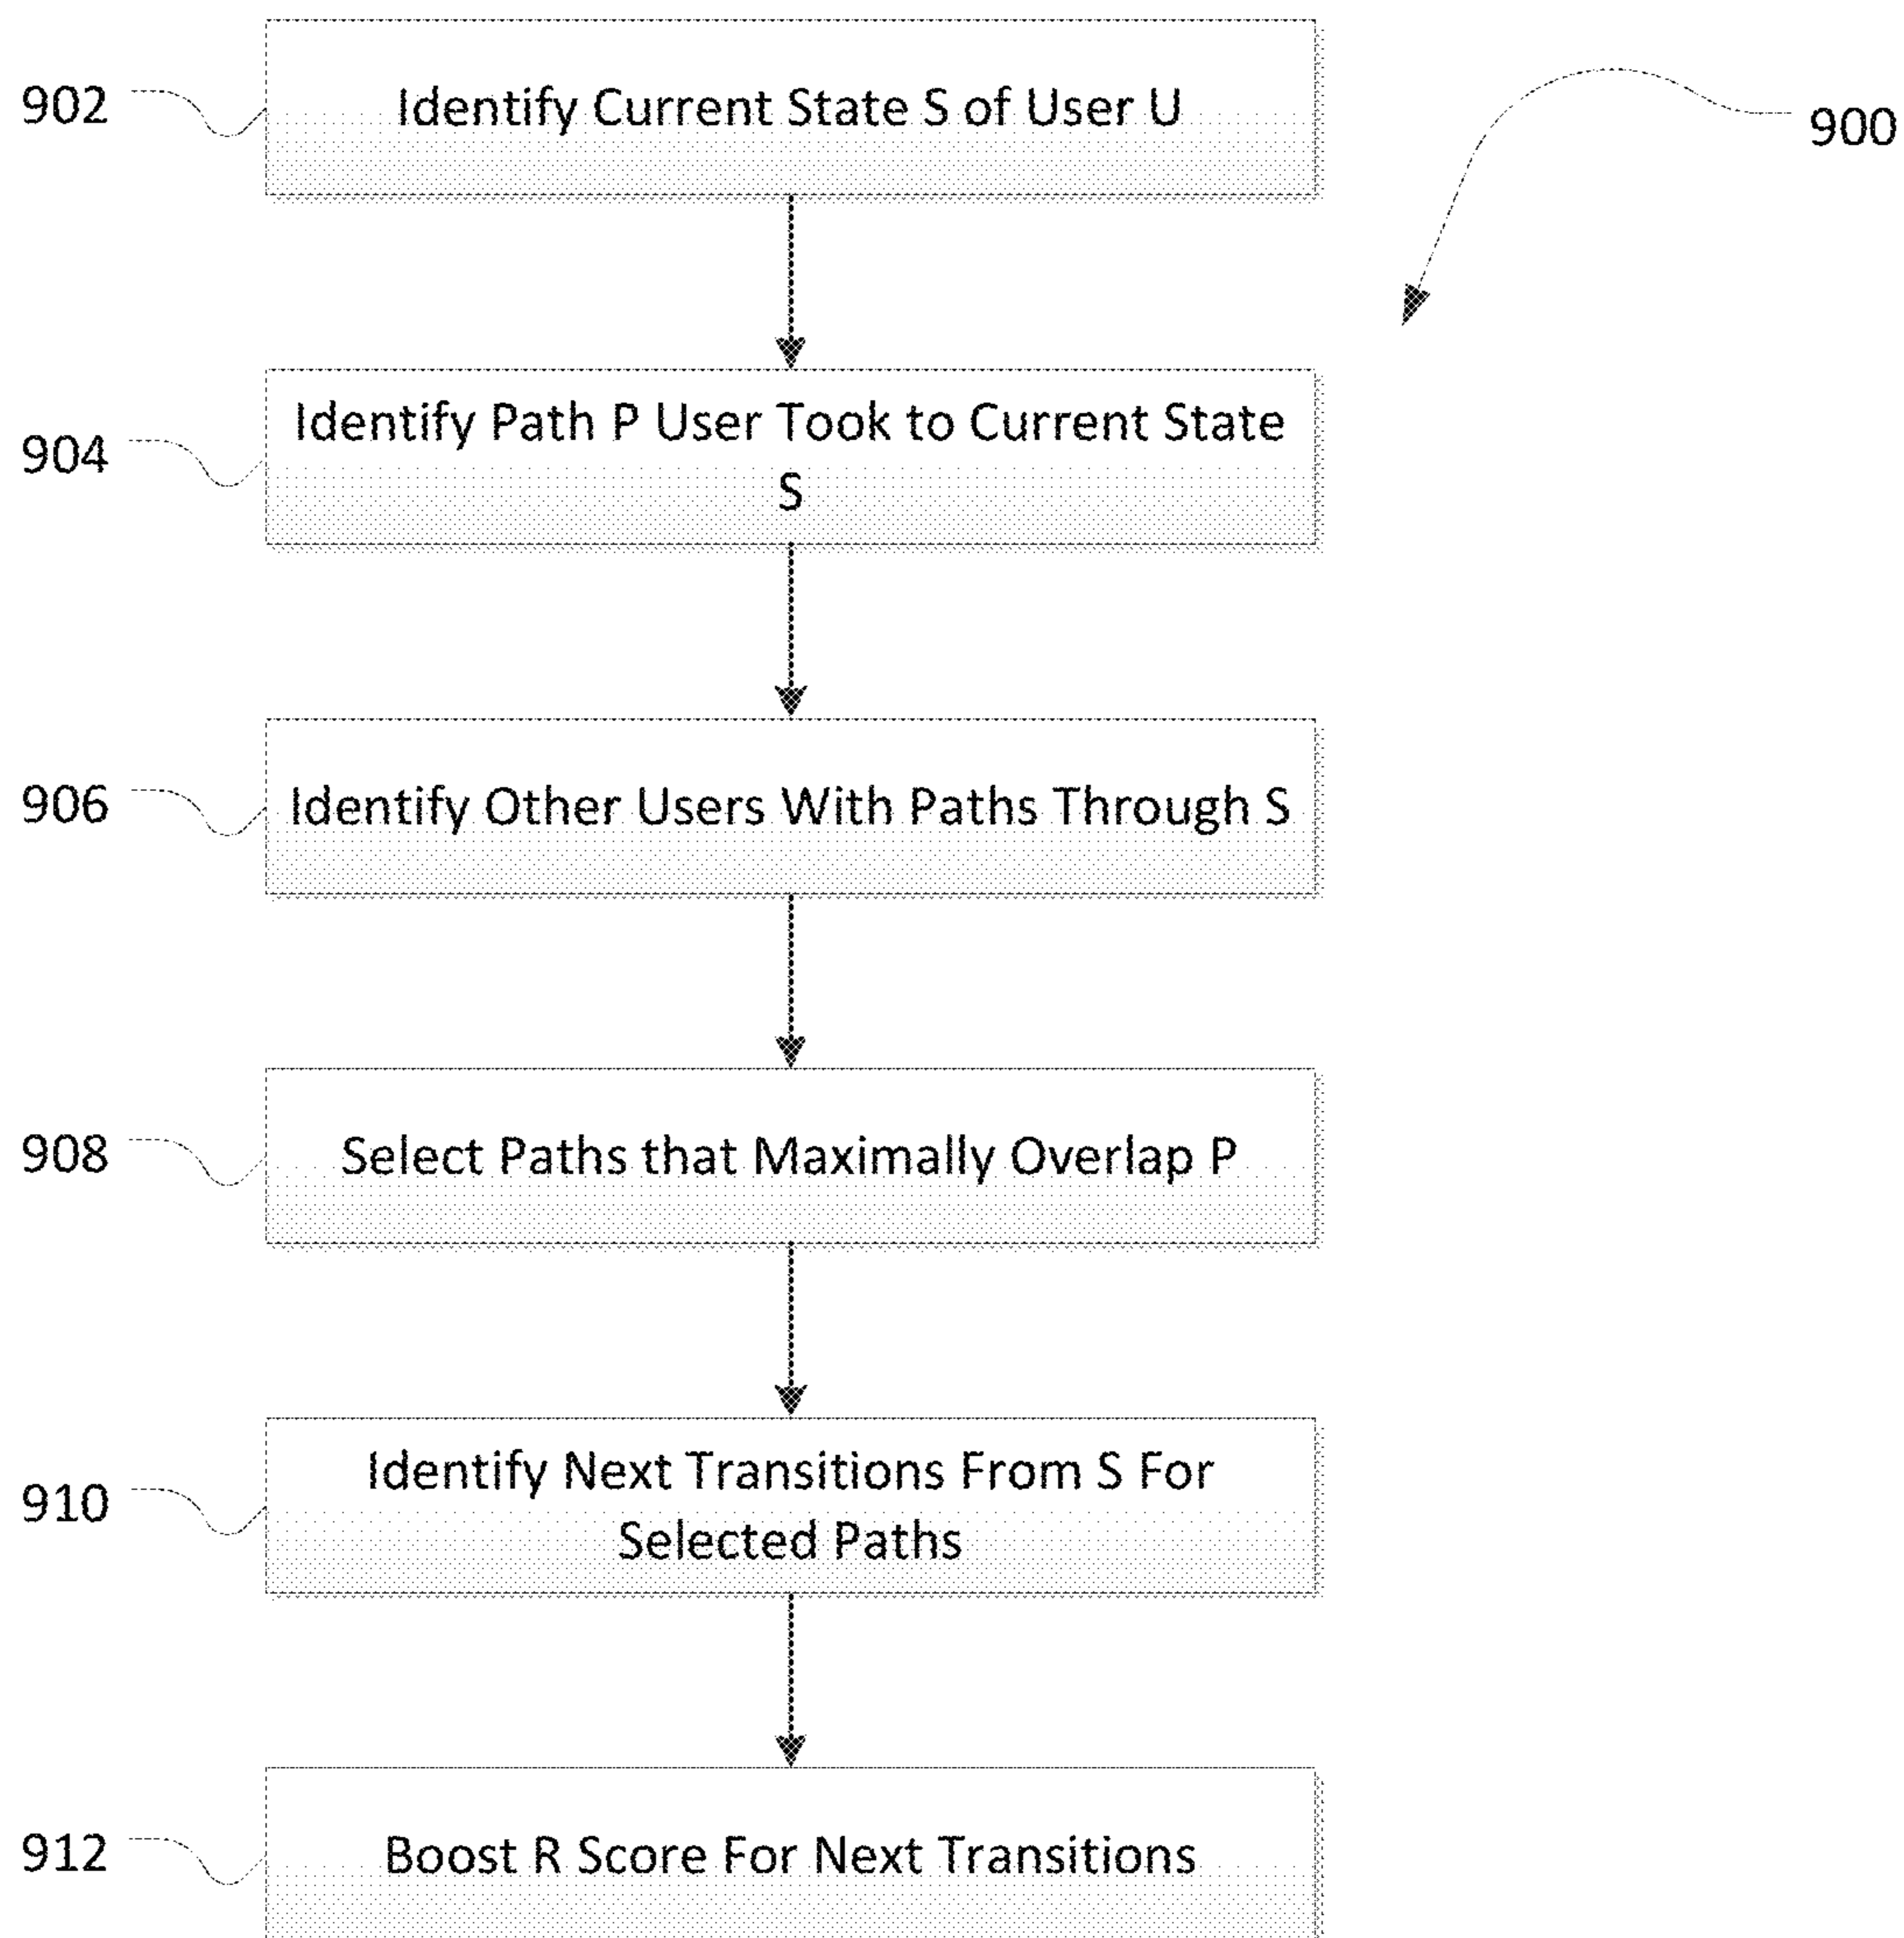 902
Identify Current State S of User U
900
904
Identify Path P User Took to Current State
S
906
Identify Other Users With Paths Through S
908
Select Paths that Maximally Overlap P
910
Identify Next Transitions From S For
Selected Paths
912
Boost R Score For Next Transitions